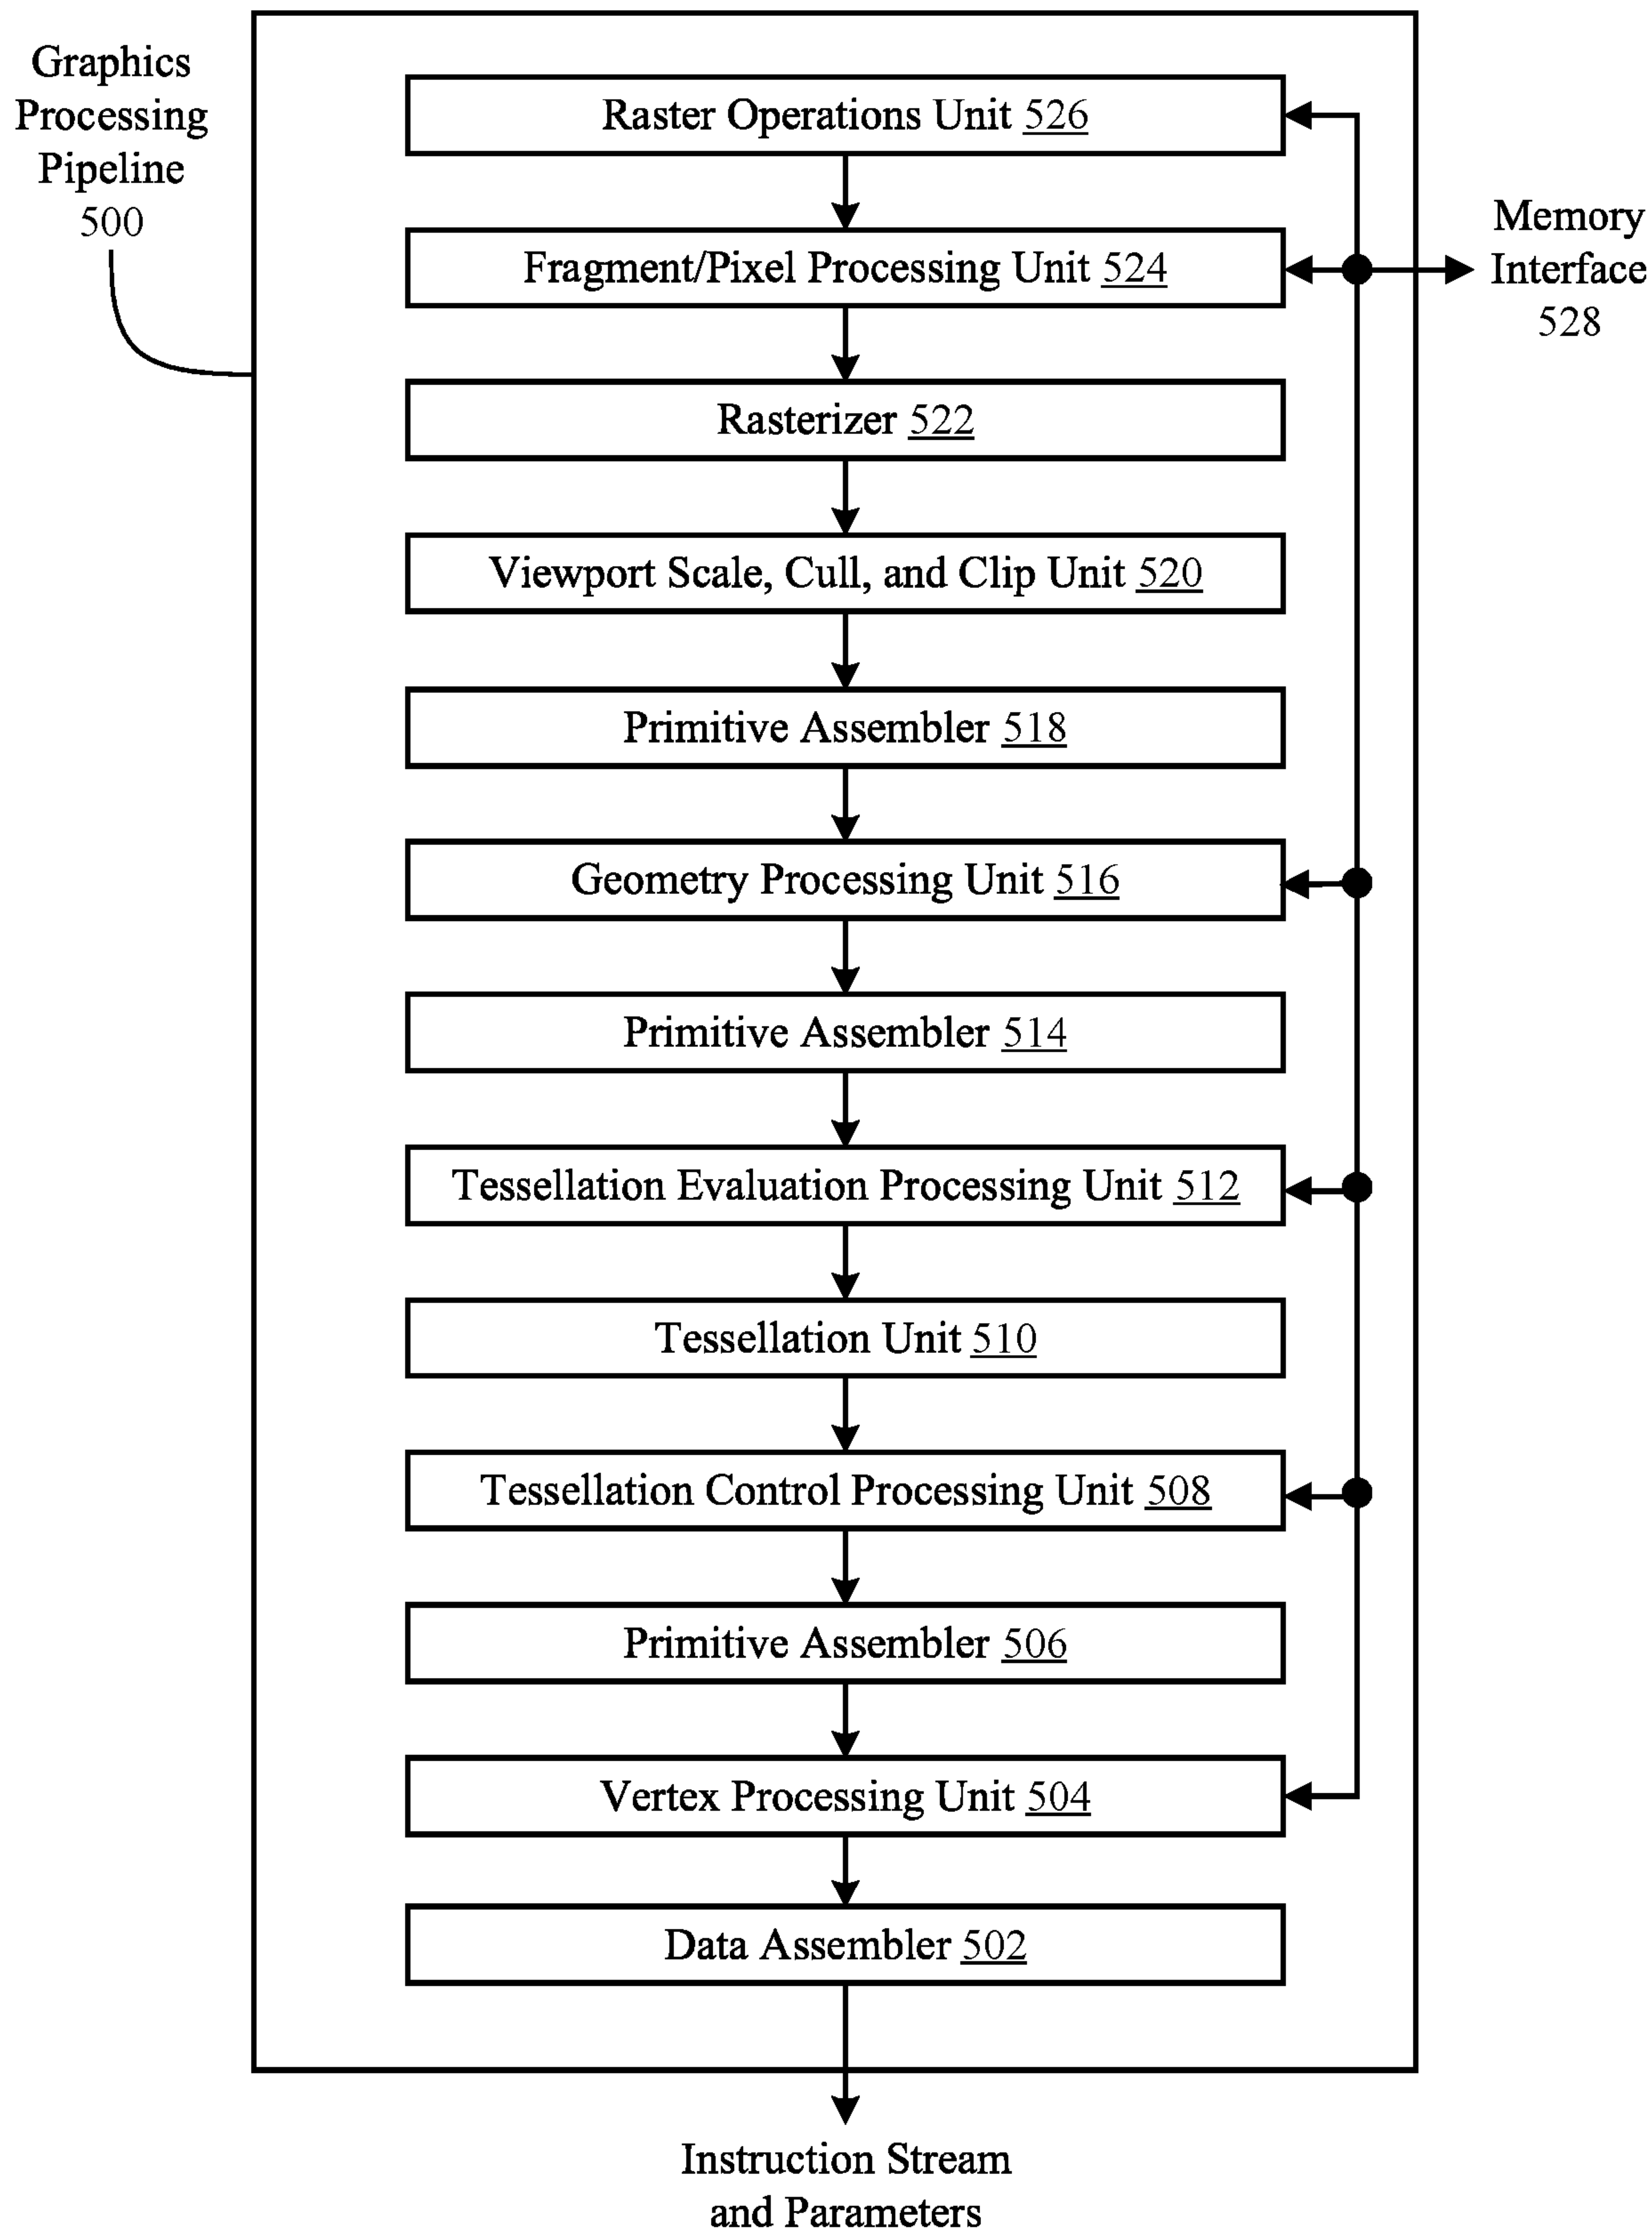 Graphics
Processing
Pipeline
500
Raster Operations Unit 526
Memory
Interface
528
Fragment/Pixel Processing Unit 524
Rasterizer 522
Viewport Scale, Cull, and Clip Unit 520
Primitive Assembler 518
Geometry Processing Unit 516
Primitive Assembler 514
Tessellation Evaluation Processing Unit 512
Tessellation Unit 510
Tessellation Control Processing Unit 508
Primitive Assembler 506
Vertex Processing Unit 504
Data Assembler 502
Instruction Stream
and Parameters